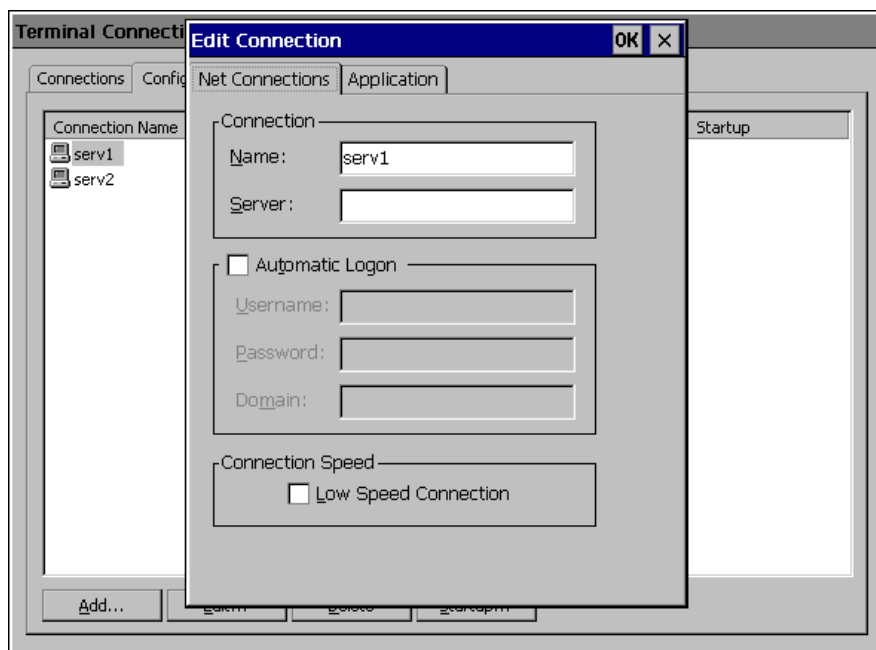 Terminal Connecti
Edit Connection OK
Connections Config
Net Connections Application
Connection Name Startup
serv1
serv2
Connection
Name: serv1
Server:
Automatic Logon
Username:
Password:
Domain:
Connection Speed
Low Speed Connection
Add...